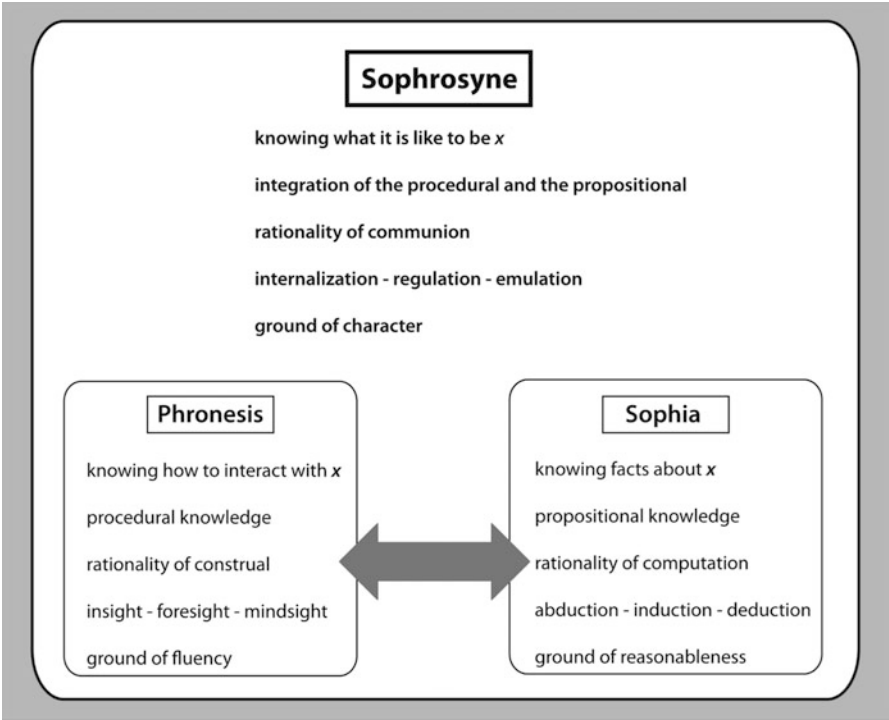 Sophrosyne
knowing what it is like to be x
integration of the procedural and the propositional
rationality of communion
internalization - regulation - emulation
ground of character
Phronesis
knowing how to interact with x
procedural knowledge
rationality of construal
insight - foresight - mindsight
ground of fluency
Sophia
knowing facts about x
propositional knowledge
rationality of computation
abduction - induction - deduction
ground of reasonableness